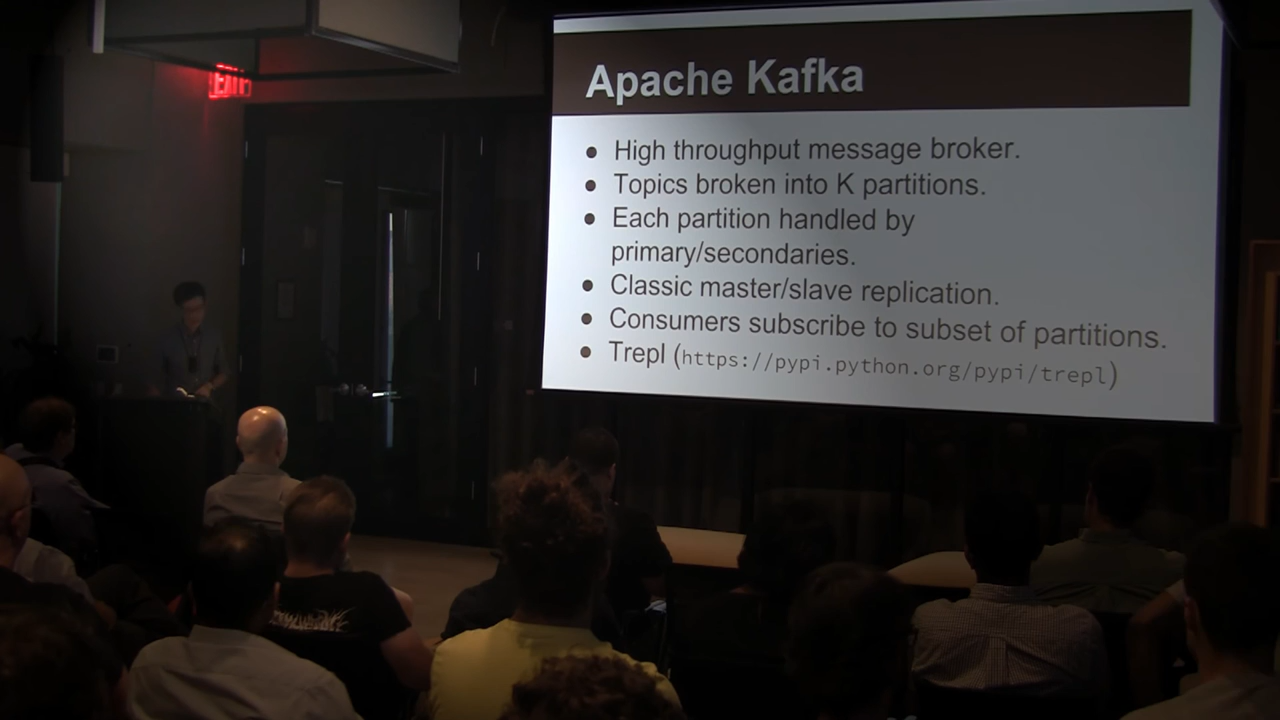 EXIT
Apache Kafka
● High throughput message broker.
● Topics broken into K partitions.
● Each partition handled by
primary/secondaries.
● Classic master/slave replication.
● Consumers subscribe to subset of partitions.
● Trepl (https://pypi.python.org/pypi/trepl)